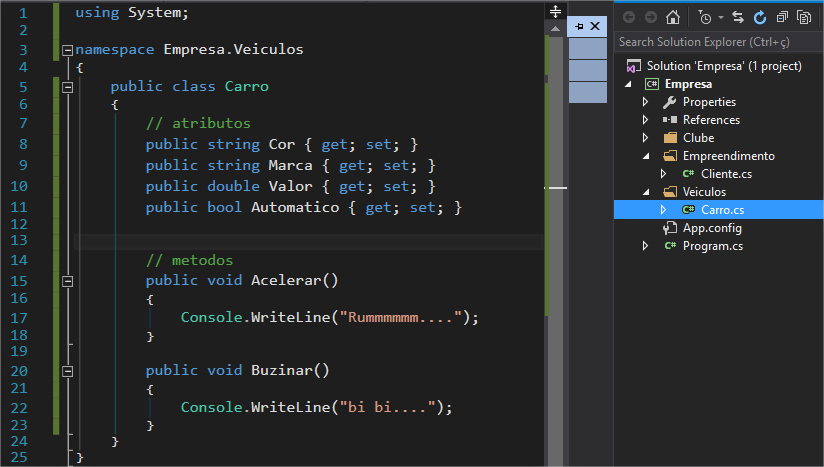 1 using System;
2
3 namespace Empresa.Veiculos
4 {
5 public class Carro
6 {
7 // atributos
8 public string Cor { get; set; }
9 public string Marca { get; set; }
10 public double Valor { get; set; }
11 public bool Automatico { get; set; }
12
13
14 // metodos
15 public void Acelerar()
16 {
17 Console.WriteLine("Rummmmmm....");
18 }
19
20 public void Buzinar()
21 {
22 Console.WriteLine("bi bi....");
23 }
24 }
25 }
Search Solution Explorer (Ctrl+ç)
Solution 'Empresa' (1 project)
C# Empresa
Properties
References
Clube
Empreendimento
C# Cliente.cs
Veiculos
C# Carro.cs
App.config
C# Program.cs